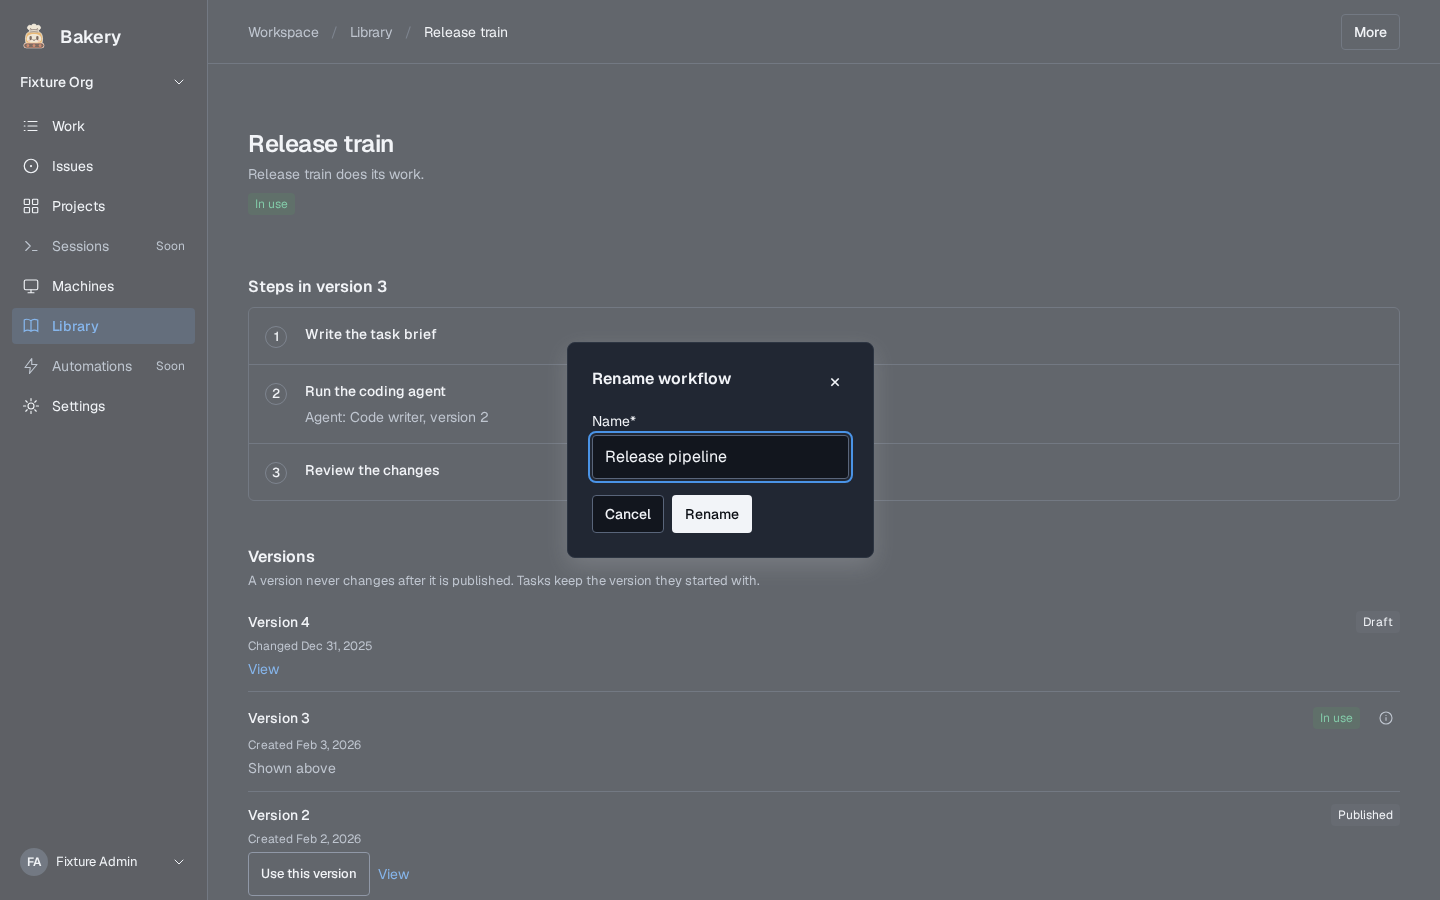 Bakery
Fixture Org
Work
Issues
Projects
Sessions Soon
Machines
Library
Automations Soon
Settings
FA Fixture Admin
Workspace / Library / Release train
More
Release train
Release train does its work.
In use
Steps in version 3
1 Write the task brief
2 Run the coding agent
Agent: Code writer, version 2
3 Review the changes
Rename workflow
Name*
Release pipeline
Cancel Rename
Versions
A version never changes after it is published. Tasks keep the version they started with.
Version 4 Draft
Changed Dec 31, 2025
View
Version 3 In use
Created Feb 3, 2026
Shown above
Version 2 Published
Created Feb 2, 2026
Use this version View